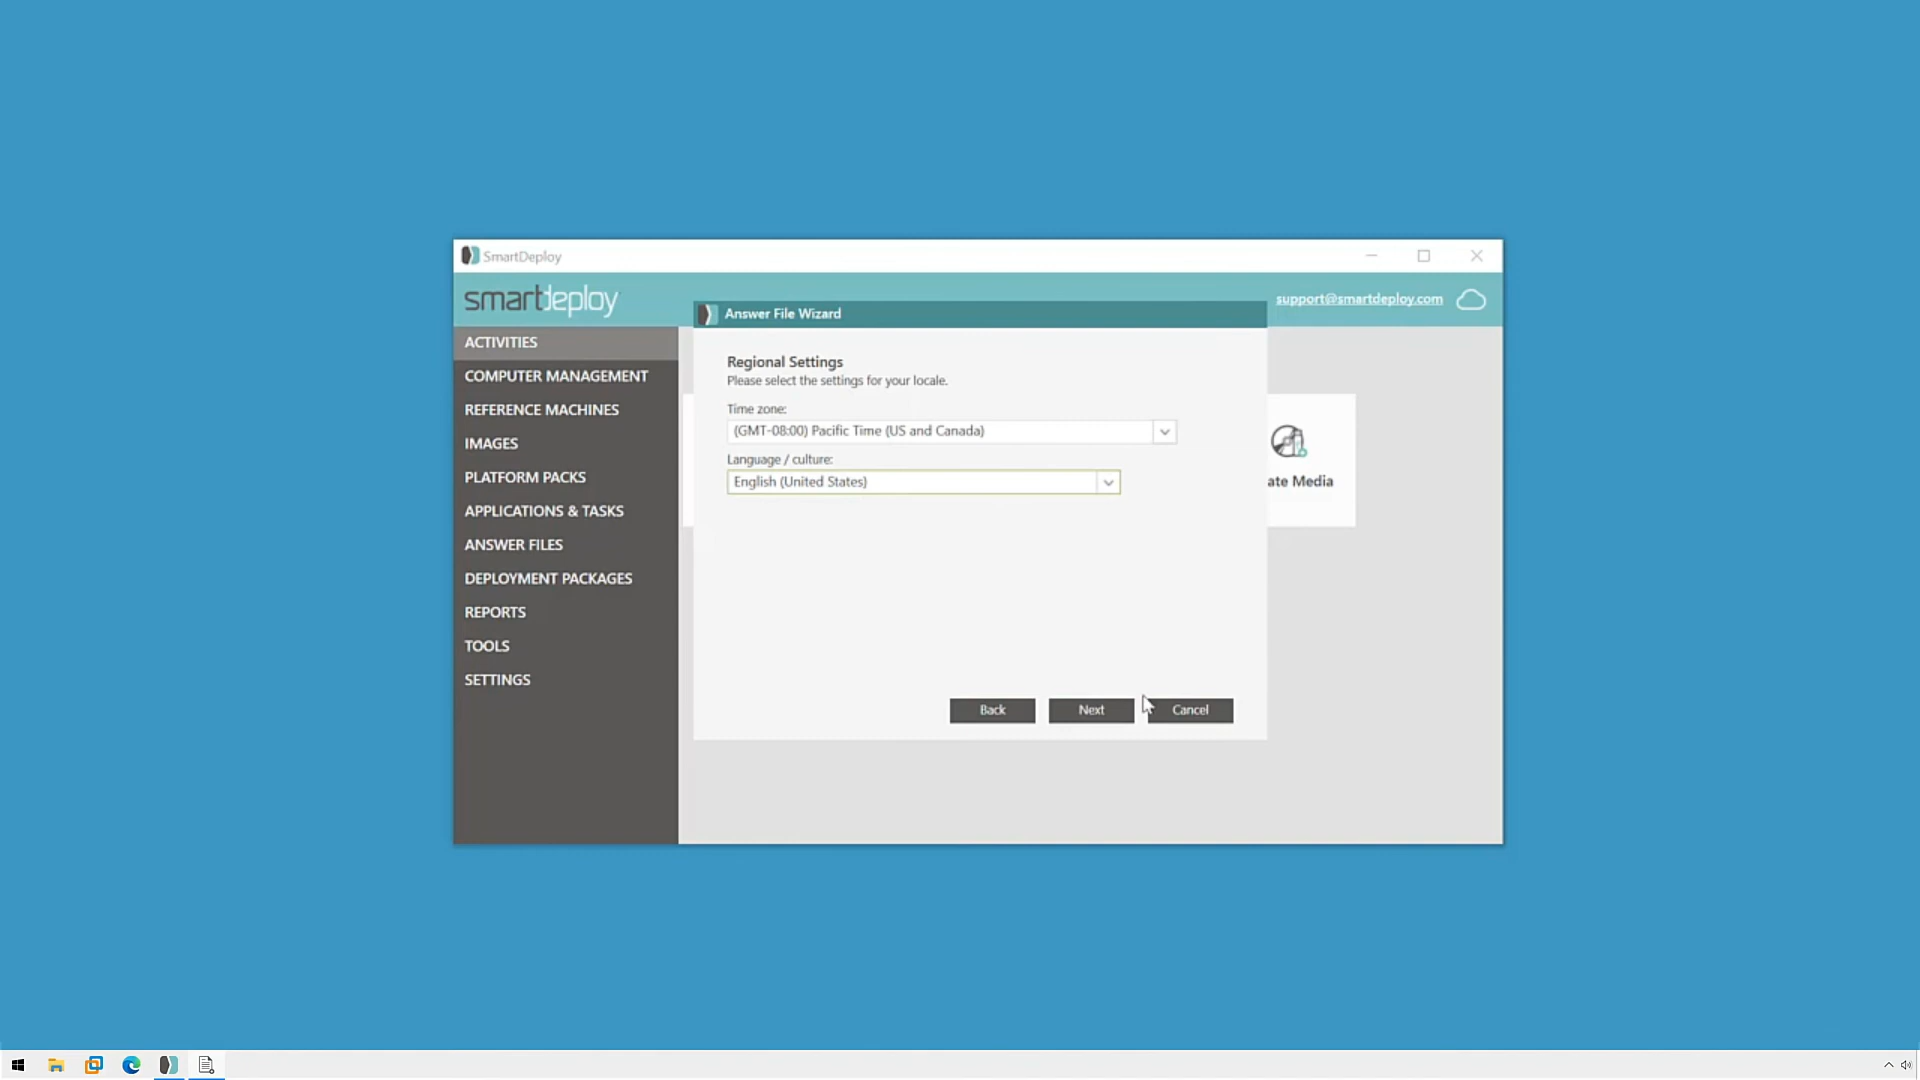 SmartDeploy
smartdeploy
support@smartdeploy.com
Answer File Wizard
ACTIVITIES
COMPUTER MANAGEMENT
REFERENCE MACHINES
IMAGES
PLATFORM PACKS
APPLICATIONS & TASKS
ANSWER FILES
DEPLOYMENT PACKAGES
REPORTS
TOOLS
SETTINGS
Regional Settings
Please select the settings for your locale.
Time zone:
(GMT-08:00) Pacific Time (US and Canada)
Language / culture:
English (United States)
ate Media
Back
Next
Cancel